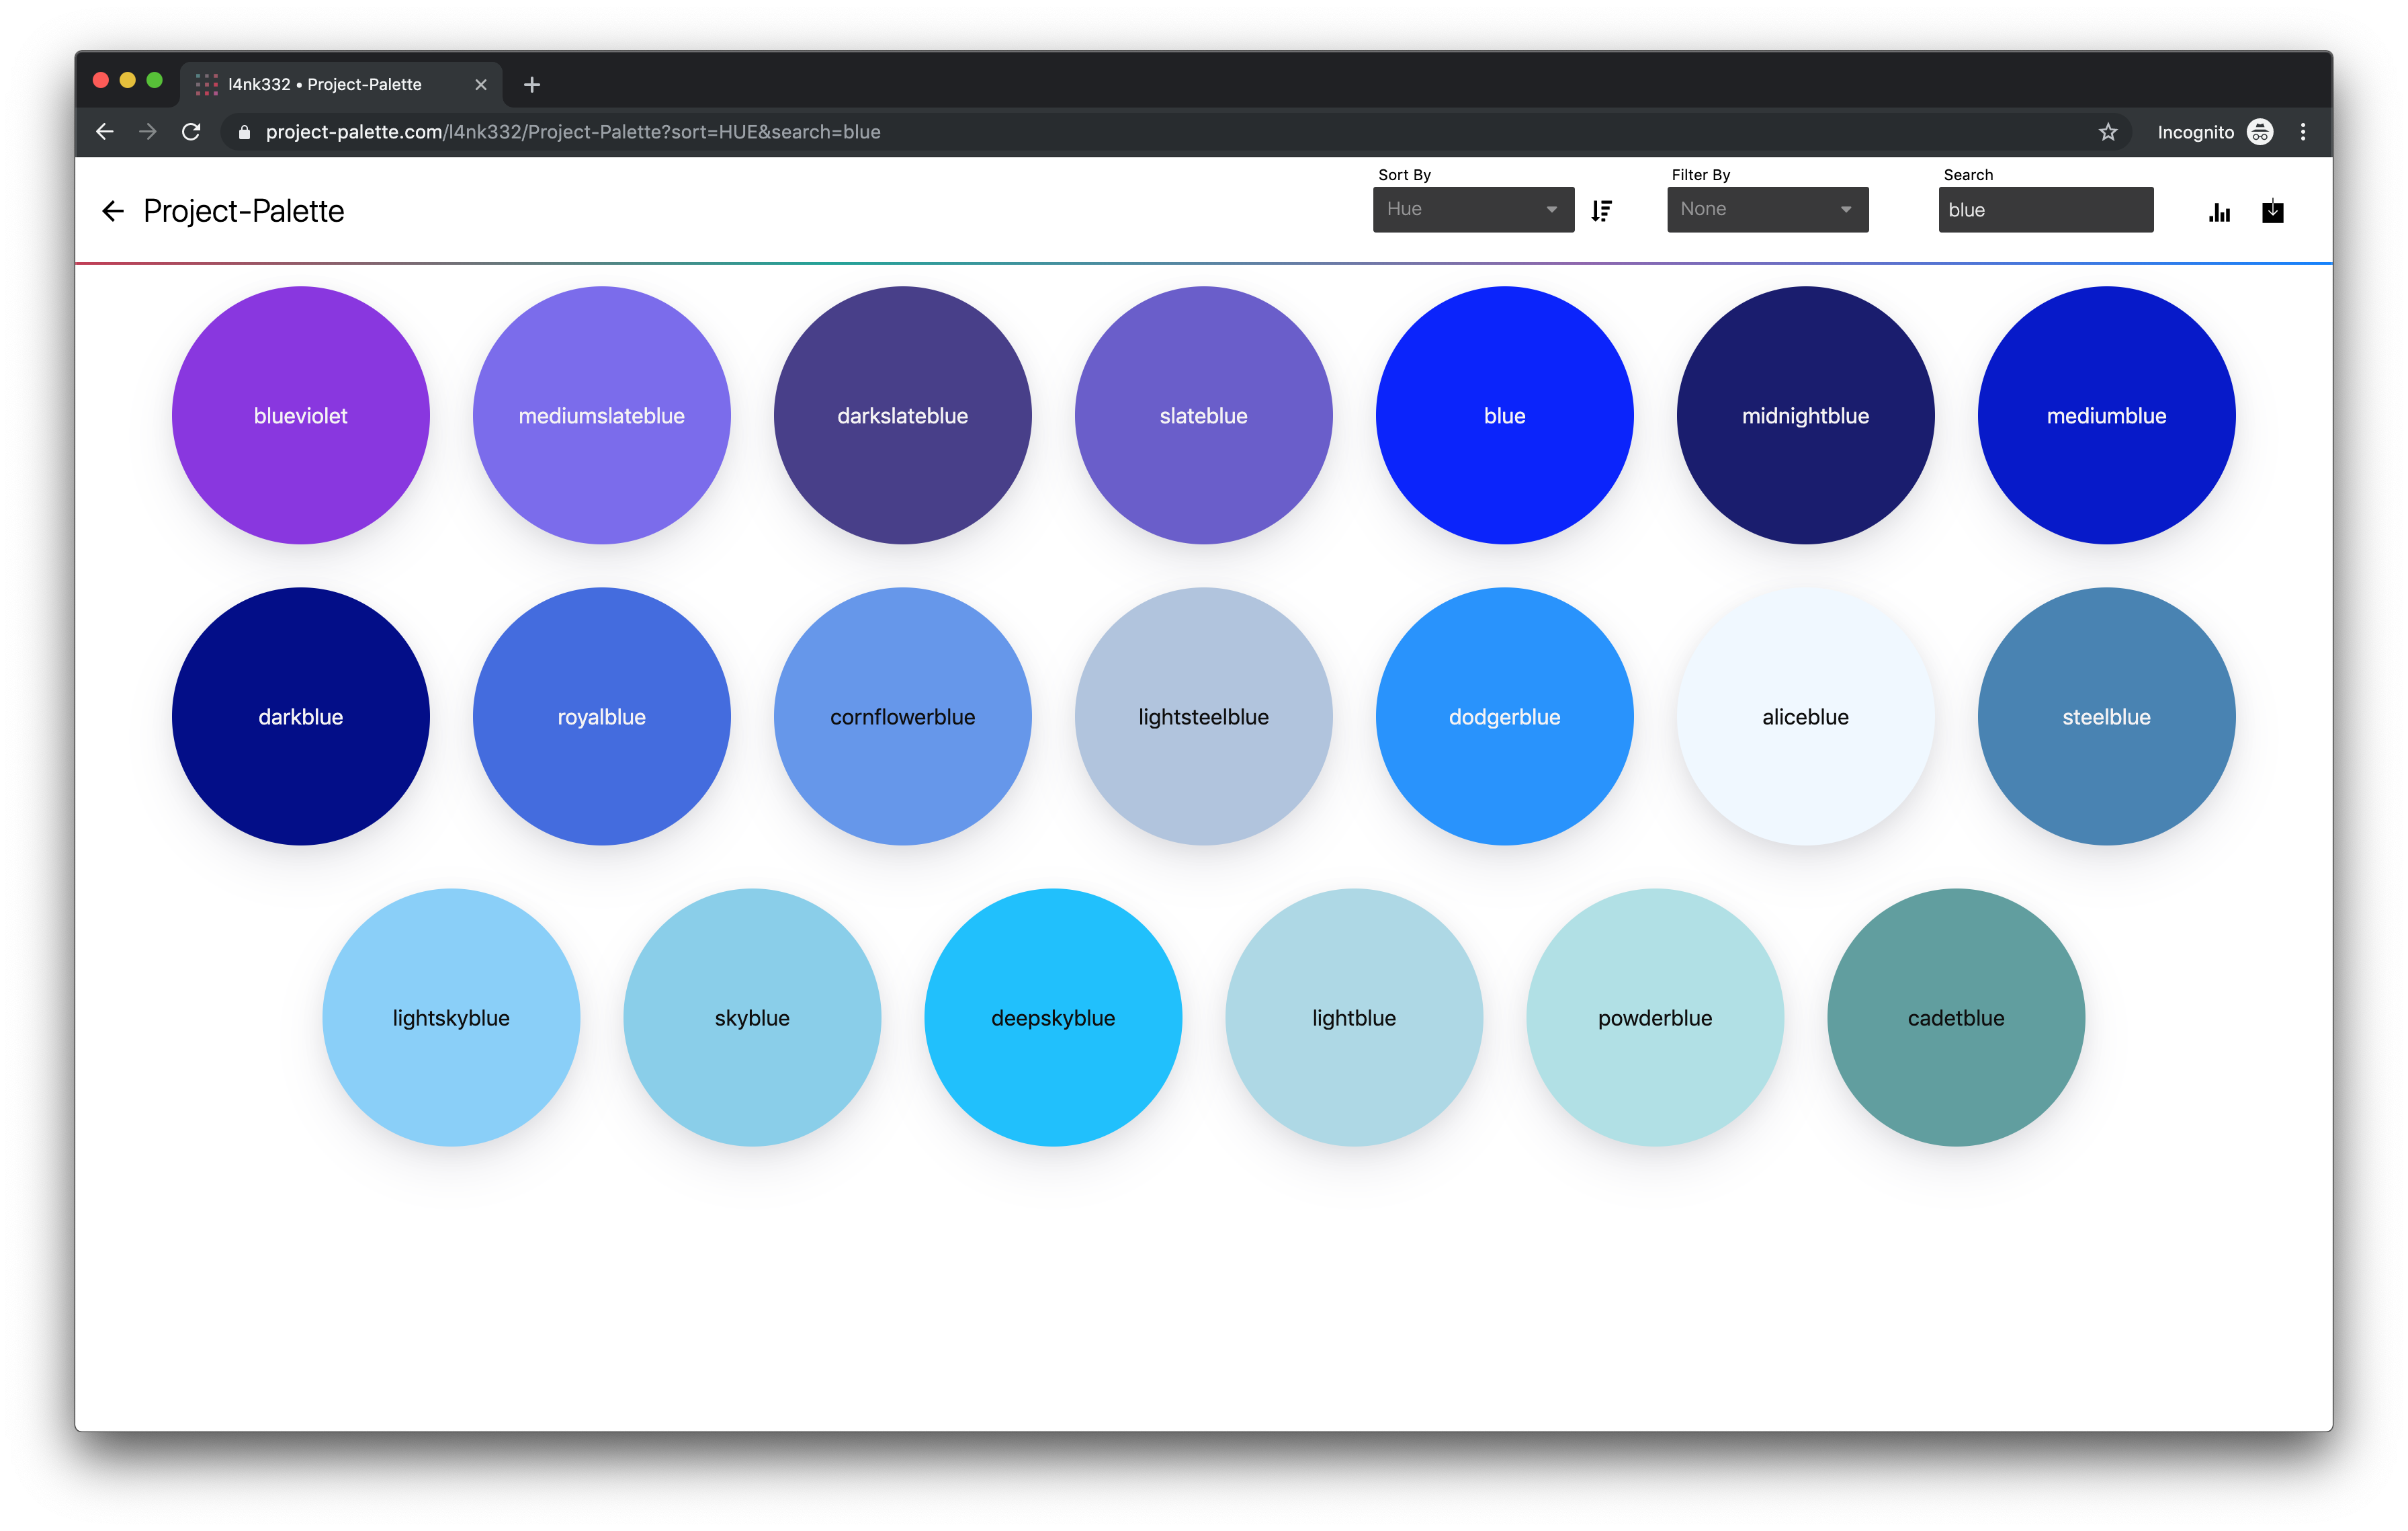 l4nk332 • Project-Palette
project-palette.com/l4nk332/Project-Palette?sort=HUE&search=blue
Incognito
Project-Palette
Sort By
Hue
Filter By
None
Search
blue
blueviolet
mediumslateblue
darkslateblue
slateblue
blue
midnightblue
mediumblue
darkblue
royalblue
cornflowerblue
lightsteelblue
dodgerblue
aliceblue
steelblue
lightskyblue
skyblue
deepskyblue
lightblue
powderblue
cadetblue